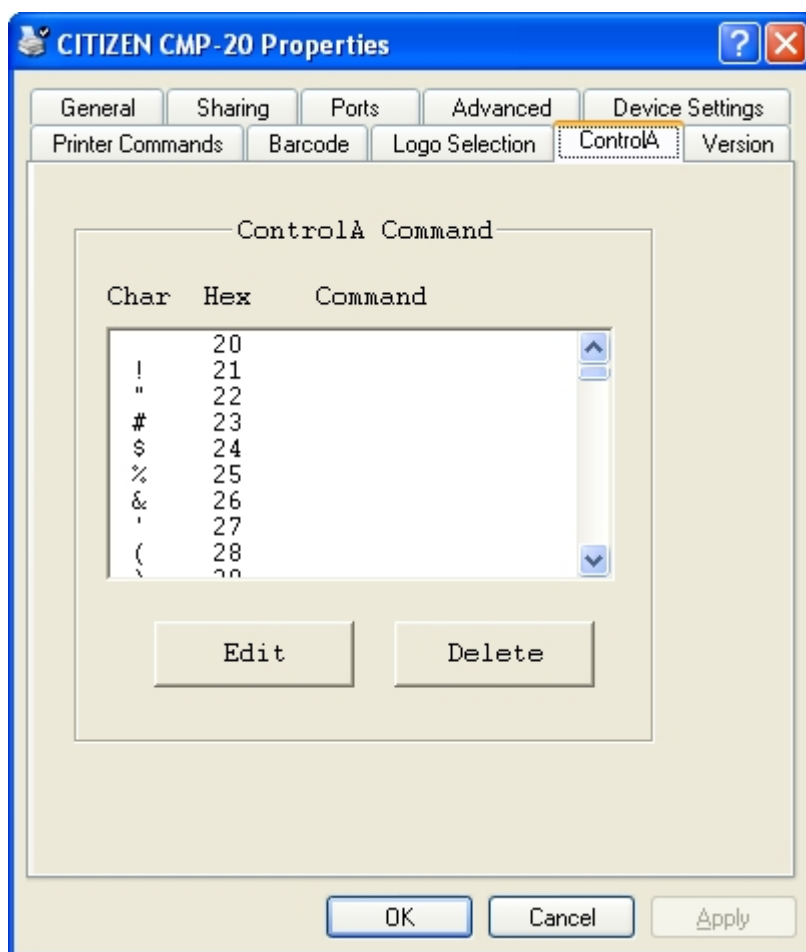 CITIZEN CMP-20 Properties
General Sharing Ports Advanced Device Settings
Printer Commands Barcode Logo Selection ControlA Version
ControlA Command
Char Hex Command
20
! 21
" 22
# 23
$ 24
% 25
& 26
' 27
( 28
Edit Delete
OK Cancel Apply